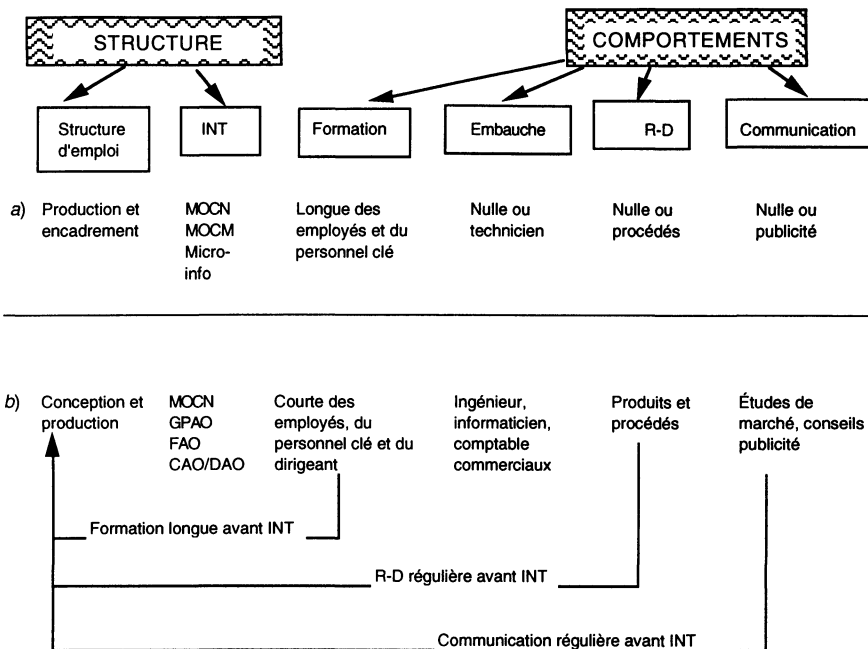 STRUCTURE
COMPORTEMENTS
Structure
d'emploi
INT
Formation
Embauche
R-D
Communication
a)
Production et
encadrement
MOCN
MOCM
Micro-
info
Longue des
employés et du
personnel clé
Nulle ou
technicien
Nulle ou
procédés
Nulle ou
publicité
b)
Conception et
production
MOCN
GPAO
FAO
CAO/DAO
Courte des
employés, du
personnel clé et du
dirigeant
Ingénieur,
informaticien,
comptable
commerciaux
Produits et
procédés
Études de
marché, conseils
publicité
Formation longue avant INT
R-D régulière avant INT
Communication régulière avant INT